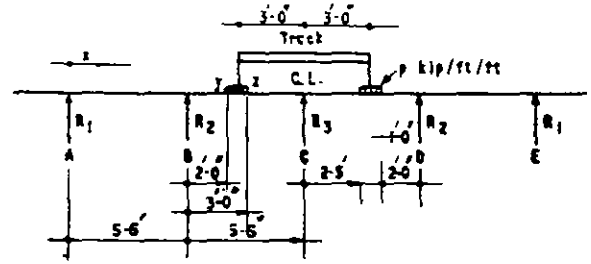 3'-0" 3'-0"
Track
x
C.L.
p kip/ft/ft
y x
R1 R2 R3 R2 R1
1'-0"
A B C D E
2'-0" 2-5' 2'-0"
3'-0"
5-6" 5-6"